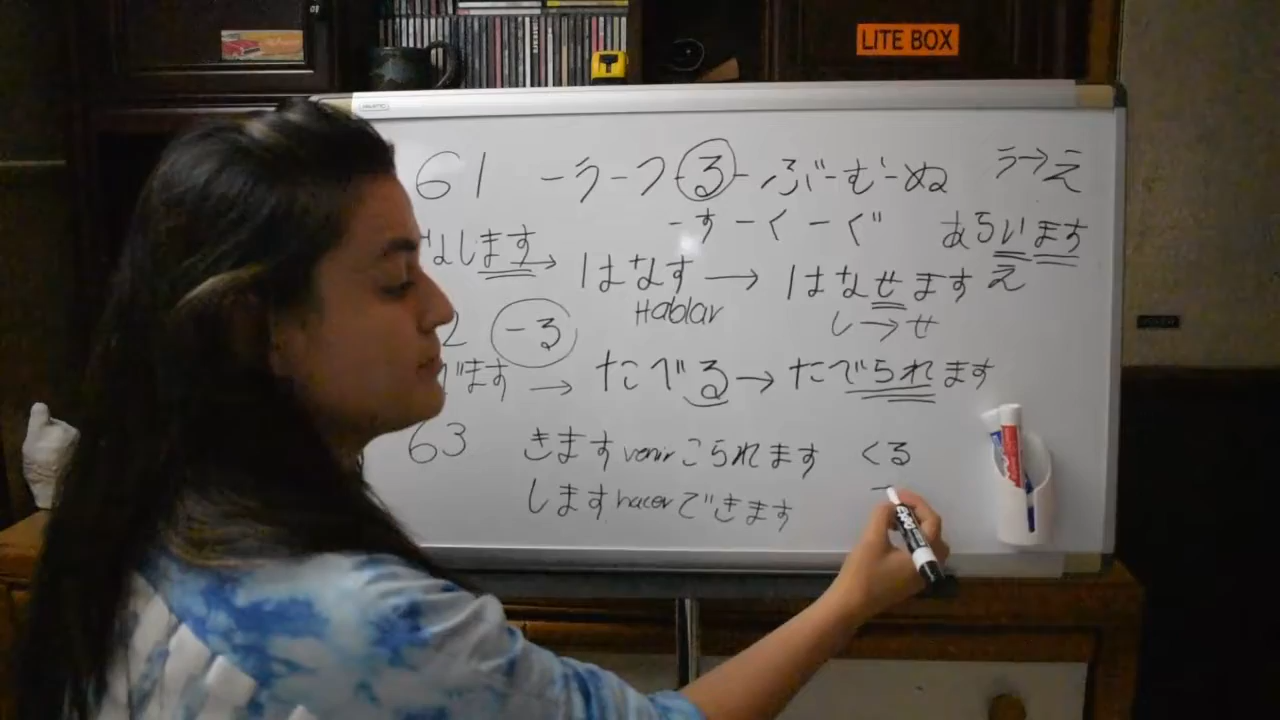 LITE BOX
61 -う-つ-る-ぶ-む-ぬ う→え
-す-く-ぐ
します→はなす→はなせます あらいます
え
Hablar し→せ
2 -る
ます→たべる→たべられます
63 きます venir こられます くる
します hacer できます